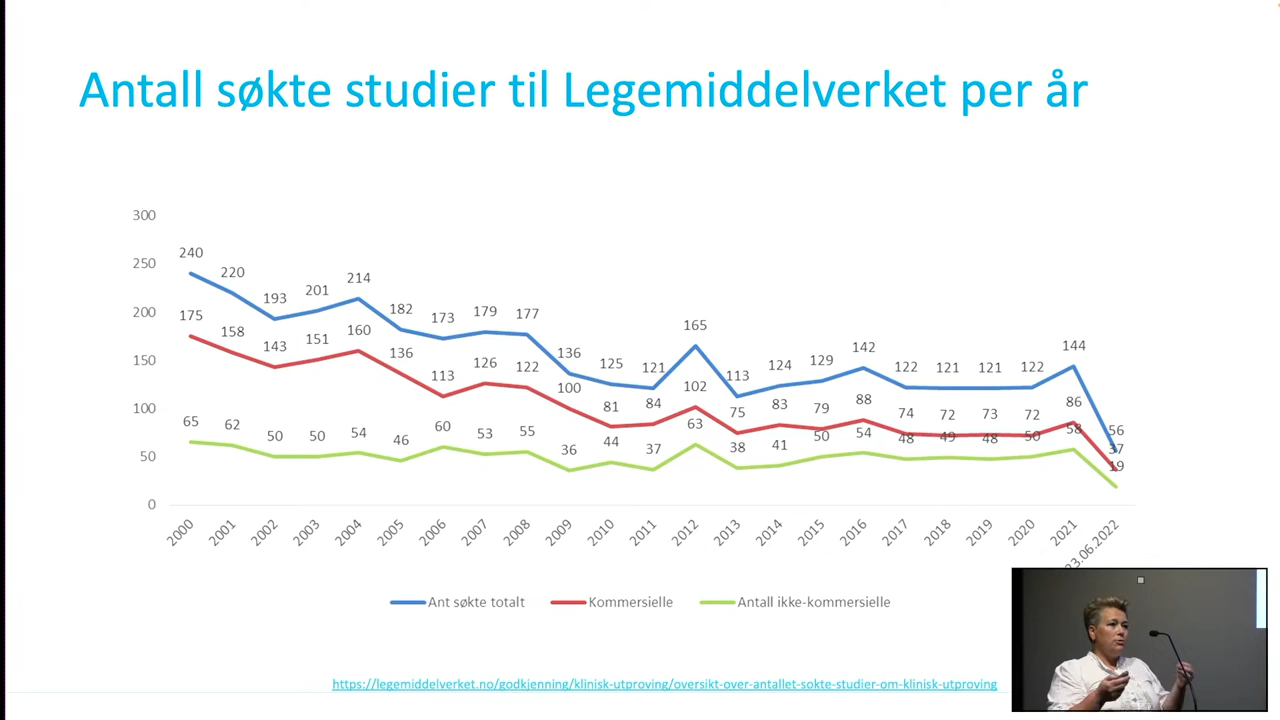 Antall søkte studier til Legemiddelverket per år
300
250
200
150
100
50
0
240 220 193 201 214 182 173 179 177 136 125 121 165 113 124 129 142 122 121 121 122 144 56
175 158 143 151 160 136 113 126 122 100 81 84 102 75 83 79 88 74 72 73 72 86 37
65 62 50 50 54 46 60 53 55 36 44 37 63 38 41 50 54 48 49 48 50 58 19
2000 2001 2002 2003 2004 2005 2006 2007 2008 2009 2010 2011 2012 2013 2014 2015 2016 2017 2018 2019 2020 2021 23.06.2022
Ant søkte totalt Kommersielle Antall ikke-kommersielle
https://legemiddelverket.no/godkjenning/klinisk-utproving/oversikt-over-antallet-sokte-studier-om-klinisk-utproving